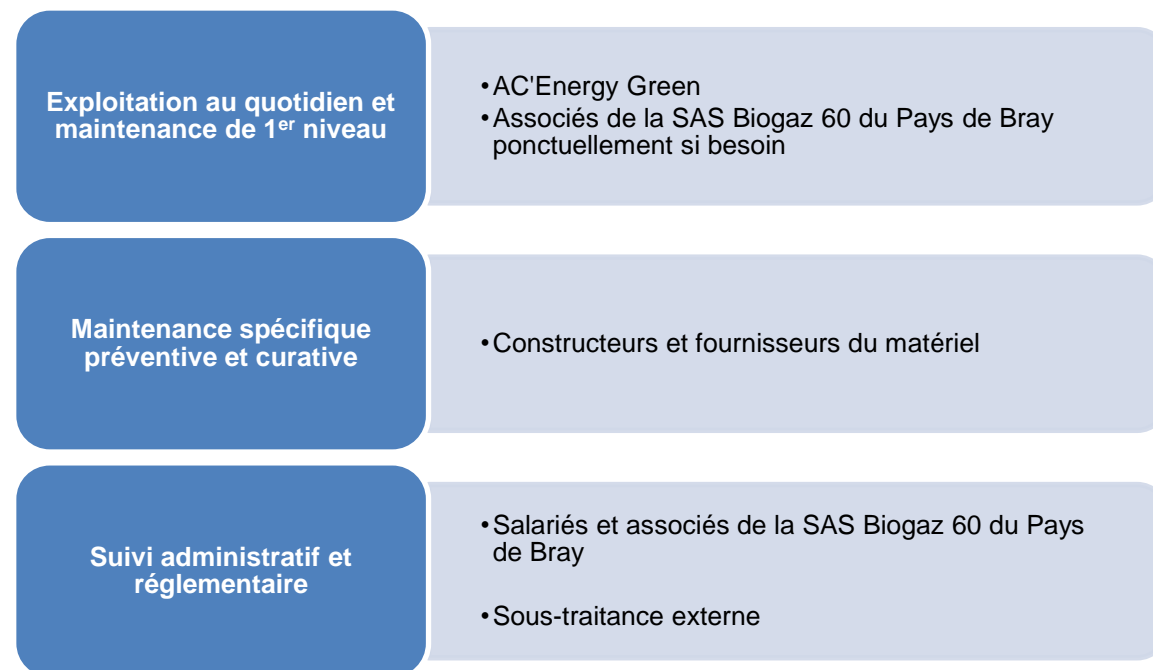 Exploitation au quotidien et
maintenance de 1er niveau
•AC'Energy Green
•Associés de la SAS Biogaz 60 du Pays de Bray
ponctuellement si besoin
Maintenance spécifique
préventive et curative
•Constructeurs et fournisseurs du matériel
Suivi administratif et
réglementaire
•Salariés et associés de la SAS Biogaz 60 du Pays
de Bray
•Sous-traitance externe